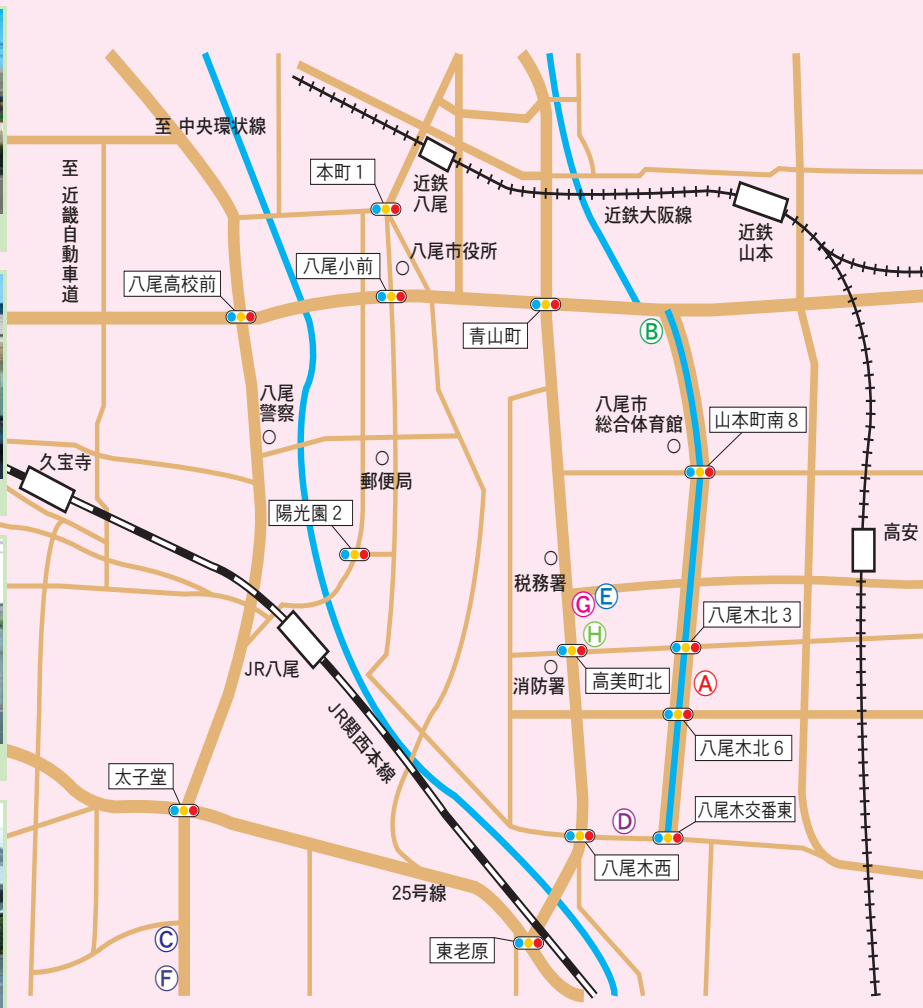 至 中央環状線
至 近畿自動車道
本町1
近鉄
八尾
近鉄大阪線
近鉄
山本
八尾市役所
八尾小前
八尾高校前
青山町
B
八尾
警察
八尾市
総合体育館
山本町南8
久宝寺
郵便局
陽光園2
高安
税務署
G
E
H
八尾木北3
JR八尾
消防署
高美町北
A
JR関西本線
八尾木北6
太子堂
D
八尾木交番東
八尾木西
25号線
東老原
C
F